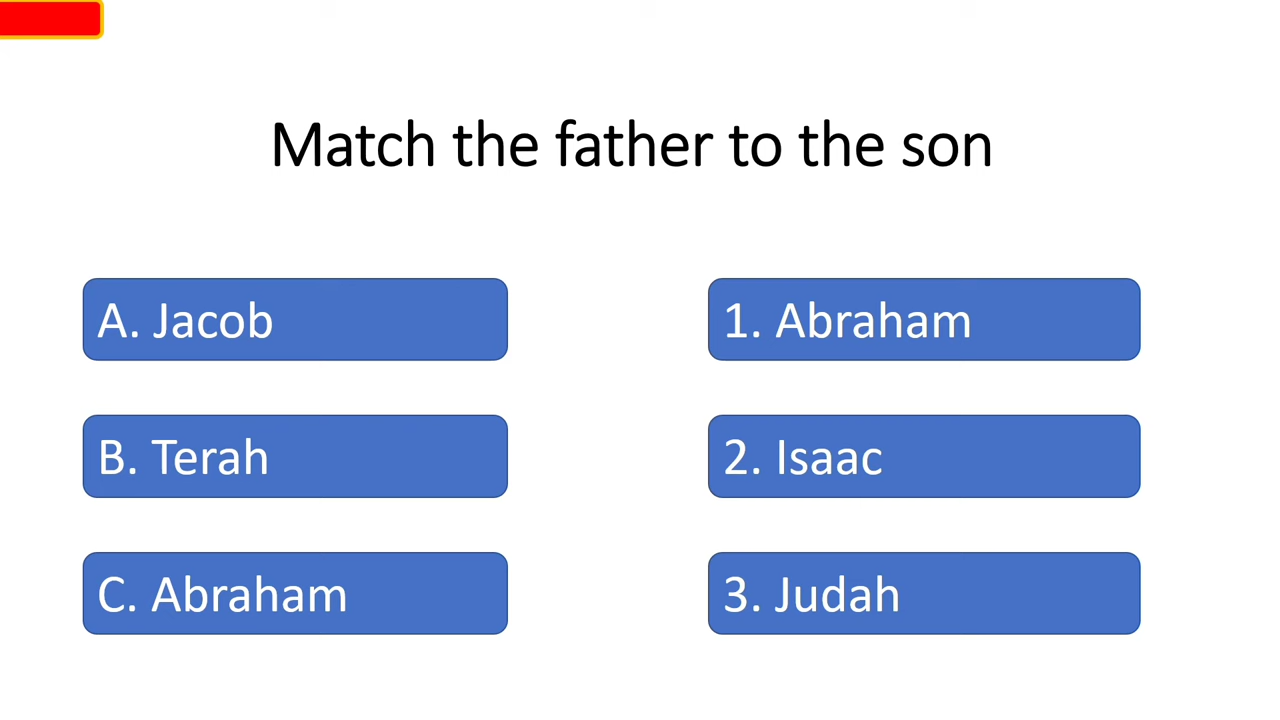 Match the father to the son
A. Jacob
1. Abraham
B. Terah
2. Isaac
C. Abraham
3. Judah